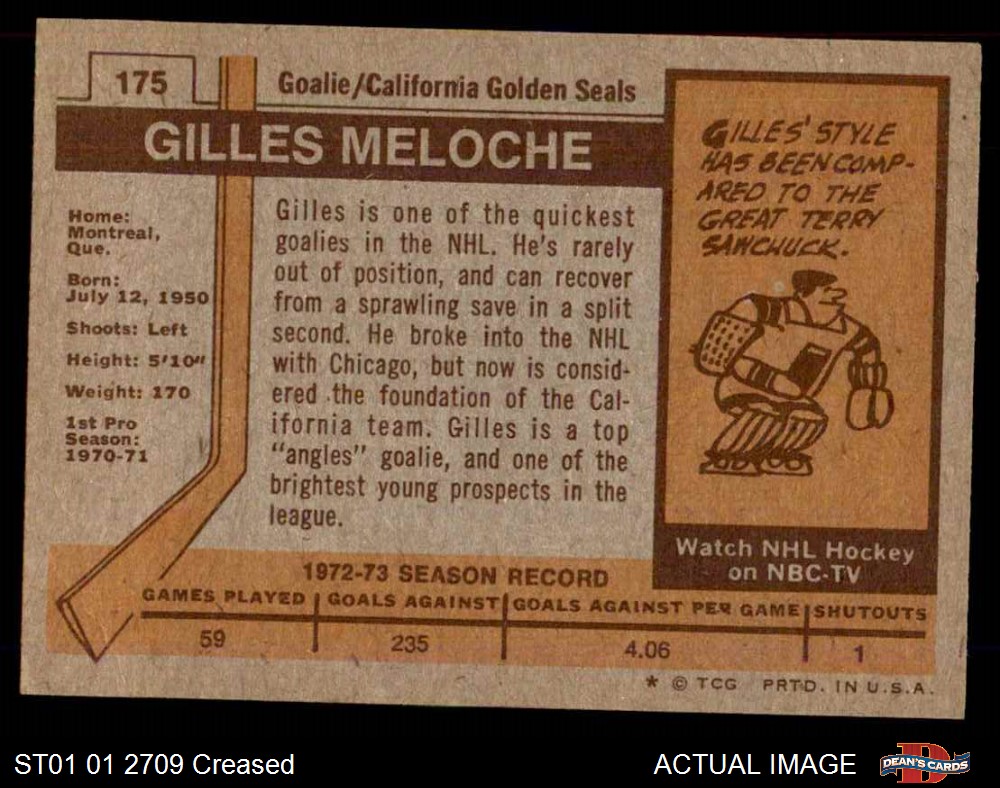 175
Goalie/California Golden Seals
GILLES MELOCHE
Home:
Montreal,
Que.
Born:
July 12, 1950
Shoots: Left
Height: 5'10"
Weight: 170
1st Pro
Season:
1970-71
Gilles is one of the quickest
goalies in the NHL. He's rarely
out of position, and can recover
from a sprawling save in a split
second. He broke into the NHL
with Chicago, but now is consid-
ered the foundation of the Cal-
ifornia team. Gilles is a top
"angles" goalie, and one of the
brightest young prospects in the
league.
GILLES' STYLE
HAS BEEN COMP-
ARED TO THE
GREAT TERRY
SAWCHUCK.
Watch NHL Hockey
on NBC-TV
1972-73 SEASON RECORD
GAMES PLAYED GOALS AGAINST GOALS AGAINST PER GAME SHUTOUTS
59 235 4.06 1
* © TCG PRTD. IN U.S.A.
ST01 01 2709 Creased
ACTUAL IMAGE
D
DEAN'S CARDS